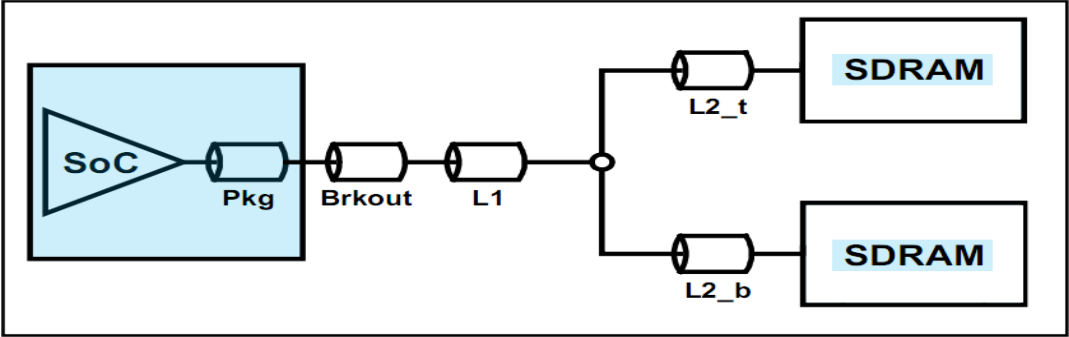 SDRAM
L2_t
SoC
Pkg
Brkout
L1
SDRAM
L2_b